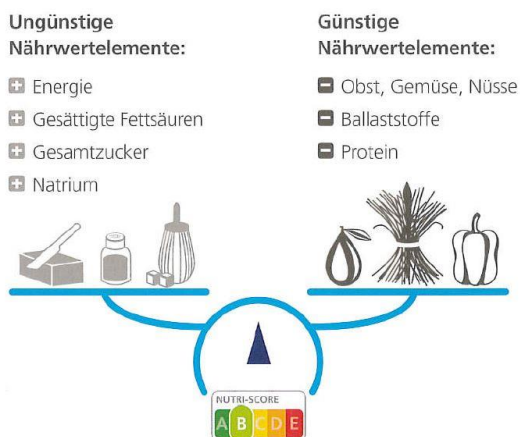 Ungünstige
Nährwertelemente:
+ Energie
+ Gesättigte Fettsäuren
+ Gesamtzucker
+ Natrium
Günstige
Nährwertelemente:
- Obst, Gemüse, Nüsse
- Ballaststoffe
- Protein
NUTRI-SCORE
A B C D E